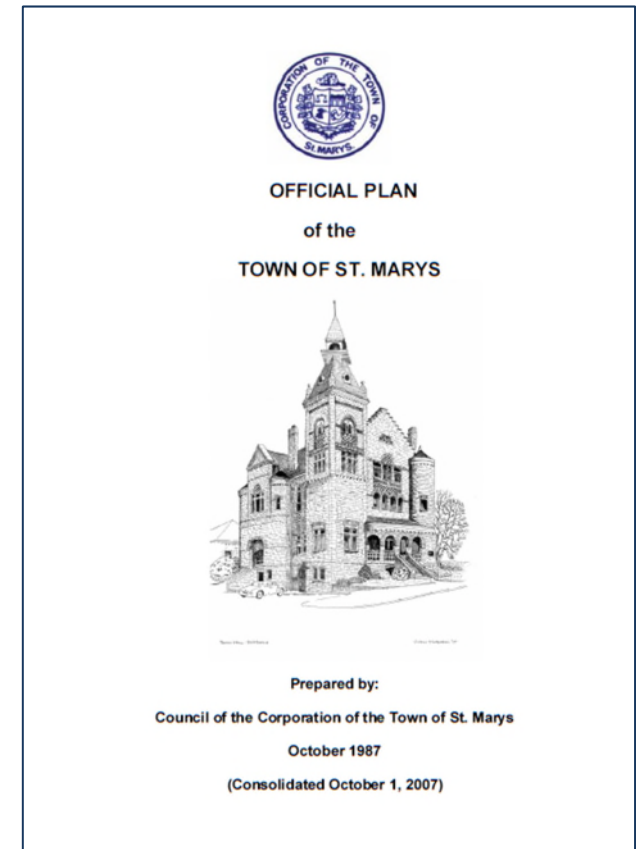 CORPORATION OF THE TOWN OF
ST. MARYS.
OFFICIAL PLAN
of the
TOWN OF ST. MARYS
Prepared by:
Council of the Corporation of the Town of St. Marys
October 1987
(Consolidated October 1, 2007)